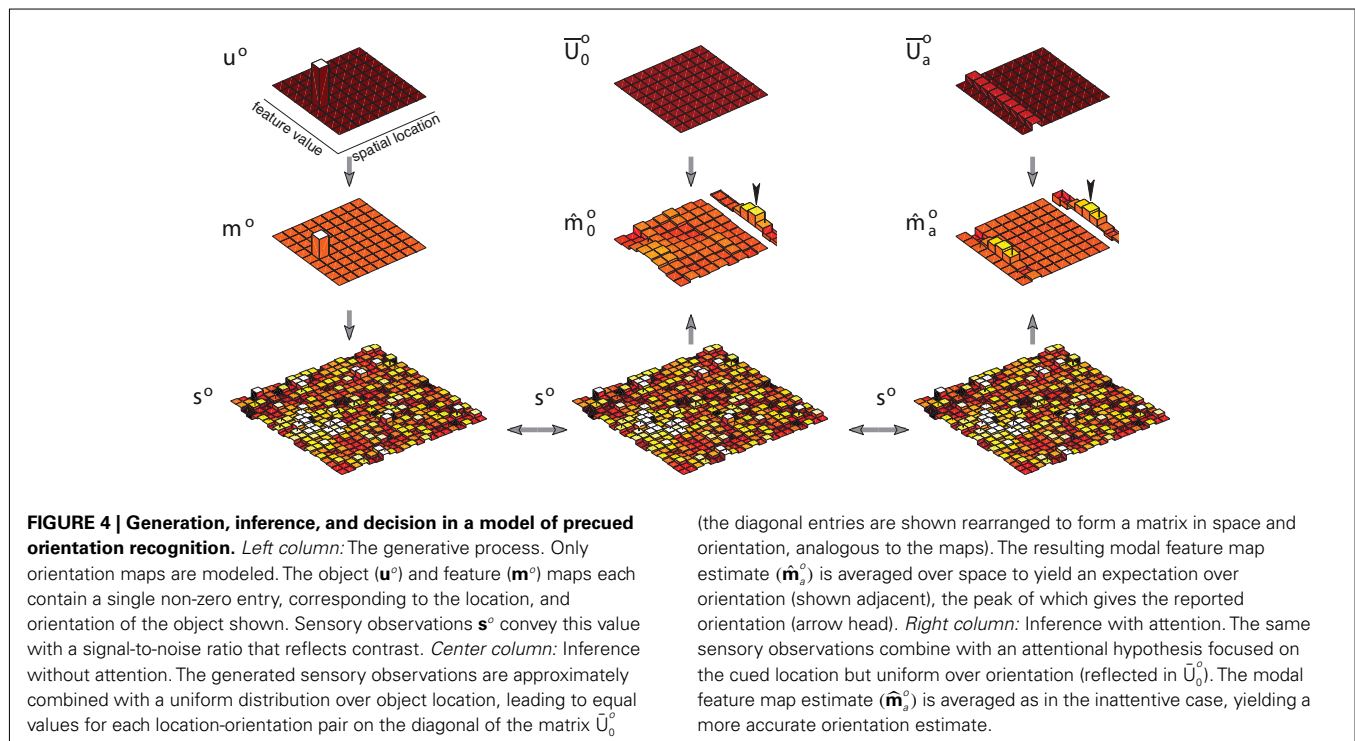 u^o
Ū_0^o
Ū_a^o
feature value
spatial location
m^o
m̂_0^o
m̂_a^o
s^o
s^o
s^o
FIGURE 4 | Generation, inference, and decision in a model of precued
orientation recognition. Left column: The generative process. Only
orientation maps are modeled. The object (u^o) and feature (m^o) maps each
contain a single non-zero entry, corresponding to the location, and
orientation of the object shown. Sensory observations s^o convey this value
with a signal-to-noise ratio that reflects contrast. Center column: Inference
without attention. The generated sensory observations are approximately
combined with a uniform distribution over object location, leading to equal
values for each location-orientation pair on the diagonal of the matrix Ū_0^o
(the diagonal entries are shown rearranged to form a matrix in space and
orientation, analogous to the maps). The resulting modal feature map
estimate (m̂_a^o) is averaged over space to yield an expectation over
orientation (shown adjacent), the peak of which gives the reported
orientation (arrow head). Right column: Inference with attention. The same
sensory observations combine with an attentional hypothesis focused on
the cued location but uniform over orientation (reflected in Ū_0^o). The modal
feature map estimate (m̂_a^o) is averaged as in the inattentive case, yielding a
more accurate orientation estimate.